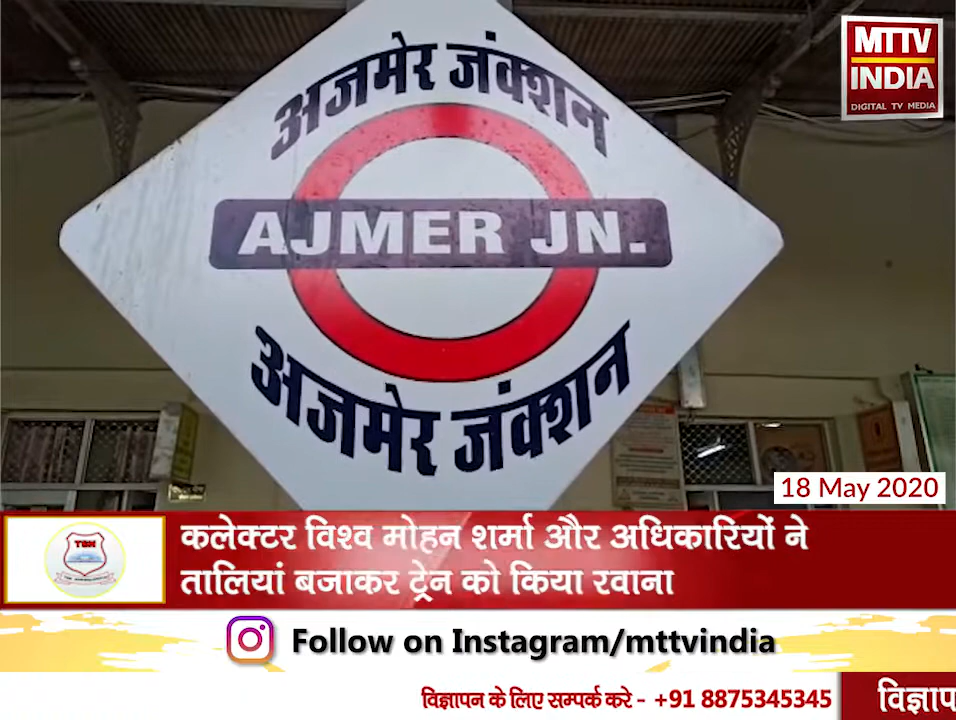 अजमेर जंक्शन
AJMER JN.
अजमेर जंक्शन
MTTV
INDIA
DIGITAL TV MEDIA
18 May 2020
TSH
कलेक्टर विश्व मोहन शर्मा और अधिकारियों ने
तालियां बजाकर ट्रेन को किया रवाना
Follow on Instagram/mttvindia
विज्ञापन के लिए सम्पर्क करे - +91 8875345345
विज्ञाप